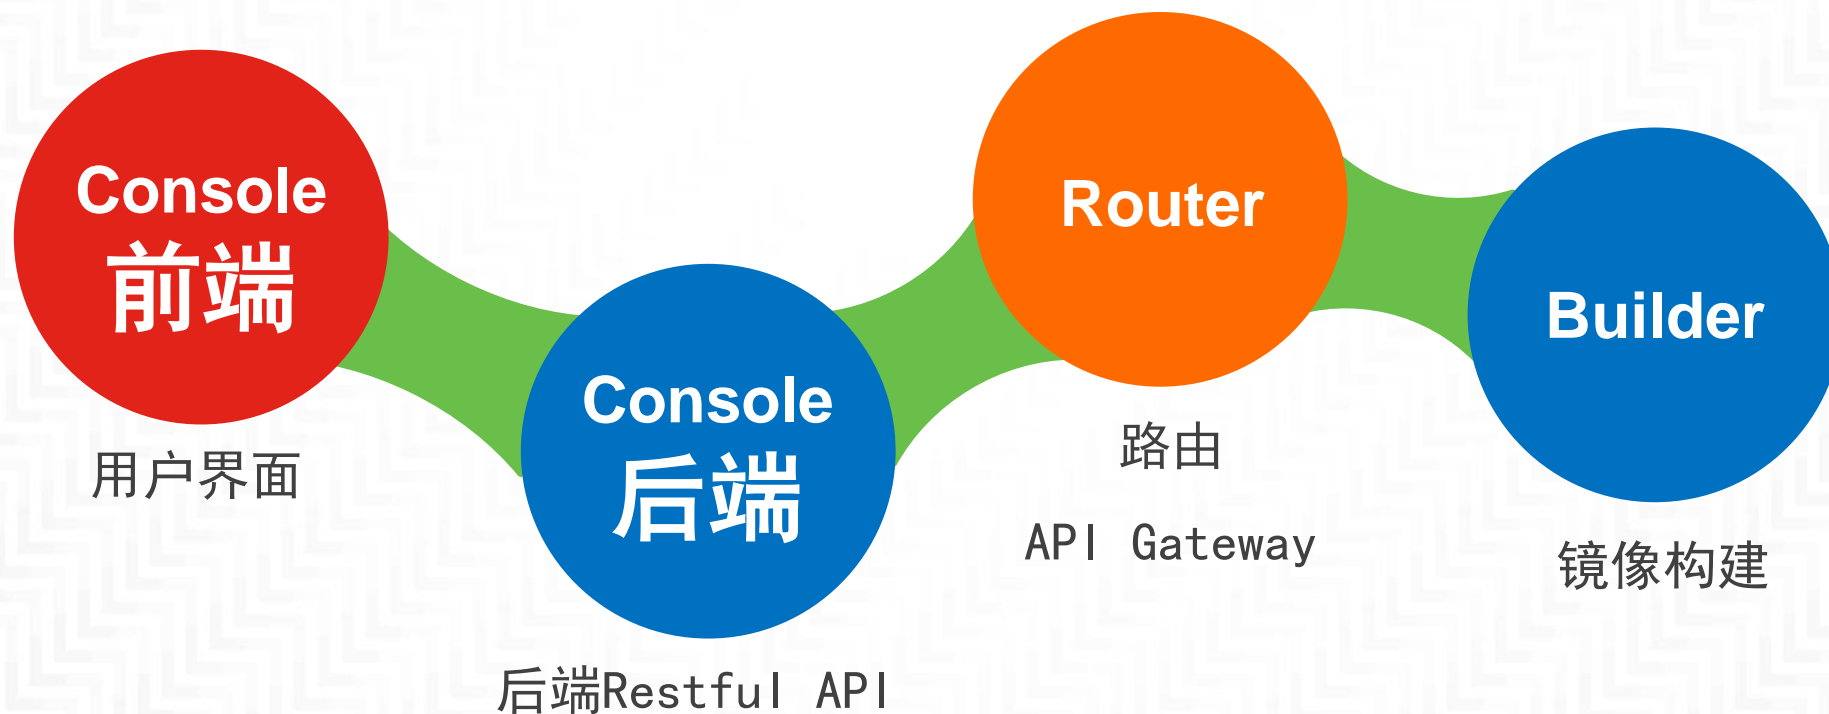 Console
前端
用户界面
Console
后端
后端Restful API
Router
路由
API Gateway
Builder
镜像构建